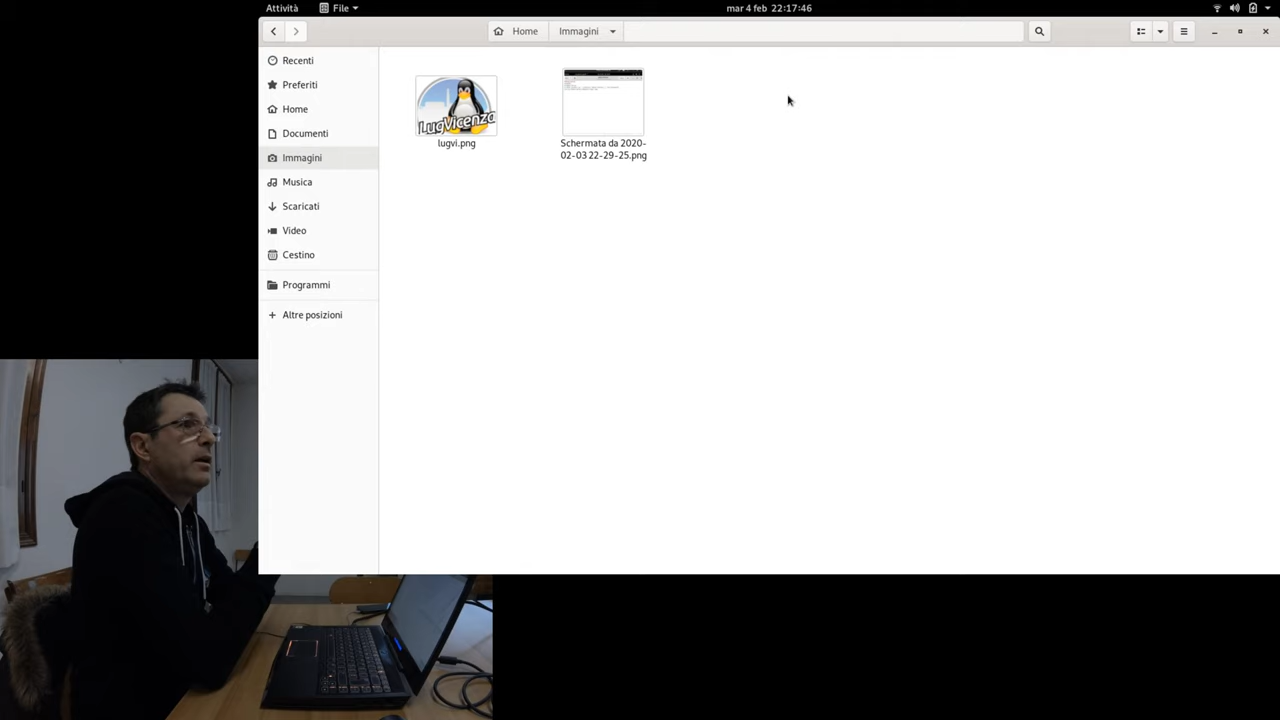 Attività
File
mar 4 feb 22:17:46
Home
Immagini
Recenti
Preferiti
Home
Documenti
Immagini
Musica
Scaricati
Video
Cestino
Programmi
Altre posizioni
LugVicenza
lugvi.png
Schermata da 2020-
02-03 22-29-25.png